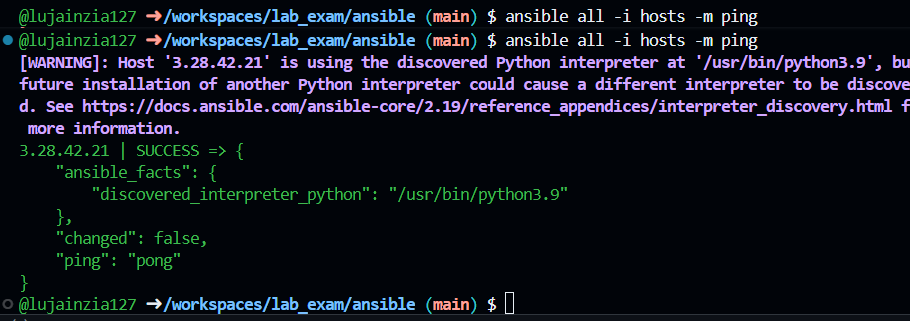 @lujainzia127 ➜/workspaces/lab_exam/ansible (main) $ ansible all -i hosts -m ping
@lujainzia127 ➜/workspaces/lab_exam/ansible (main) $ ansible all -i hosts -m ping
[WARNING]: Host '3.28.42.21' is using the discovered Python interpreter at '/usr/bin/python3.9', bu
future installation of another Python interpreter could cause a different interpreter to be discove
d. See https://docs.ansible.com/ansible-core/2.19/reference_appendices/interpreter_discovery.html f
 more information.
3.28.42.21 | SUCCESS => {
    "ansible_facts": {
        "discovered_interpreter_python": "/usr/bin/python3.9"
    },
    "changed": false,
    "ping": "pong"
}
@lujainzia127 ➜/workspaces/lab_exam/ansible (main) $